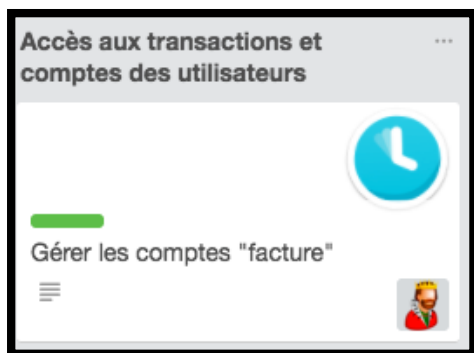 Accès aux transactions et
comptes des utilisateurs
Gérer les comptes "facture"